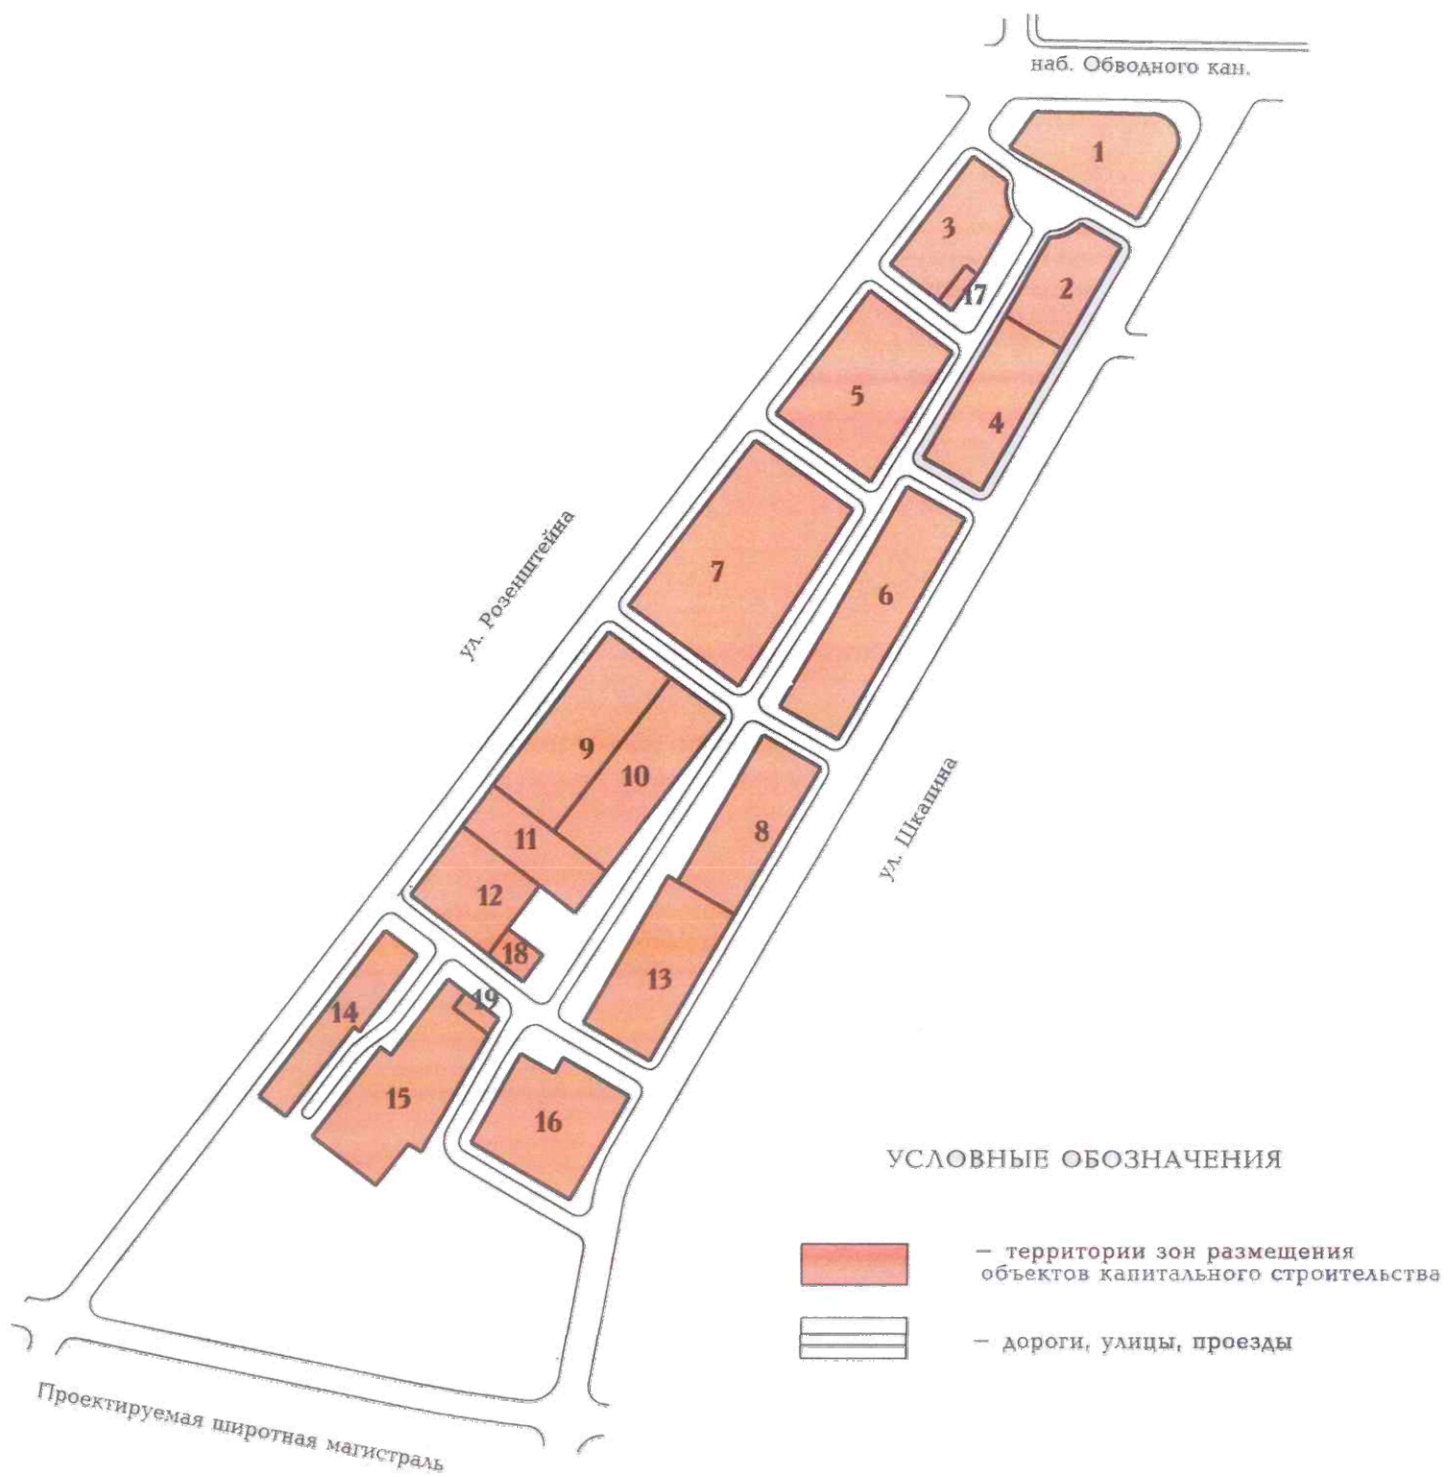 наб. Обводного кан.
1
3
2
17
5
4
7
6
ул. Розенштейна
9
10
8
ул. Шкапина
11
12
18
13
19
14
15
16
УСЛОВНЫЕ ОБОЗНАЧЕНИЯ
— территории зон размещения
объектов капитального строительства
— дороги, улицы, проезды
Проектируемая широтная магистраль